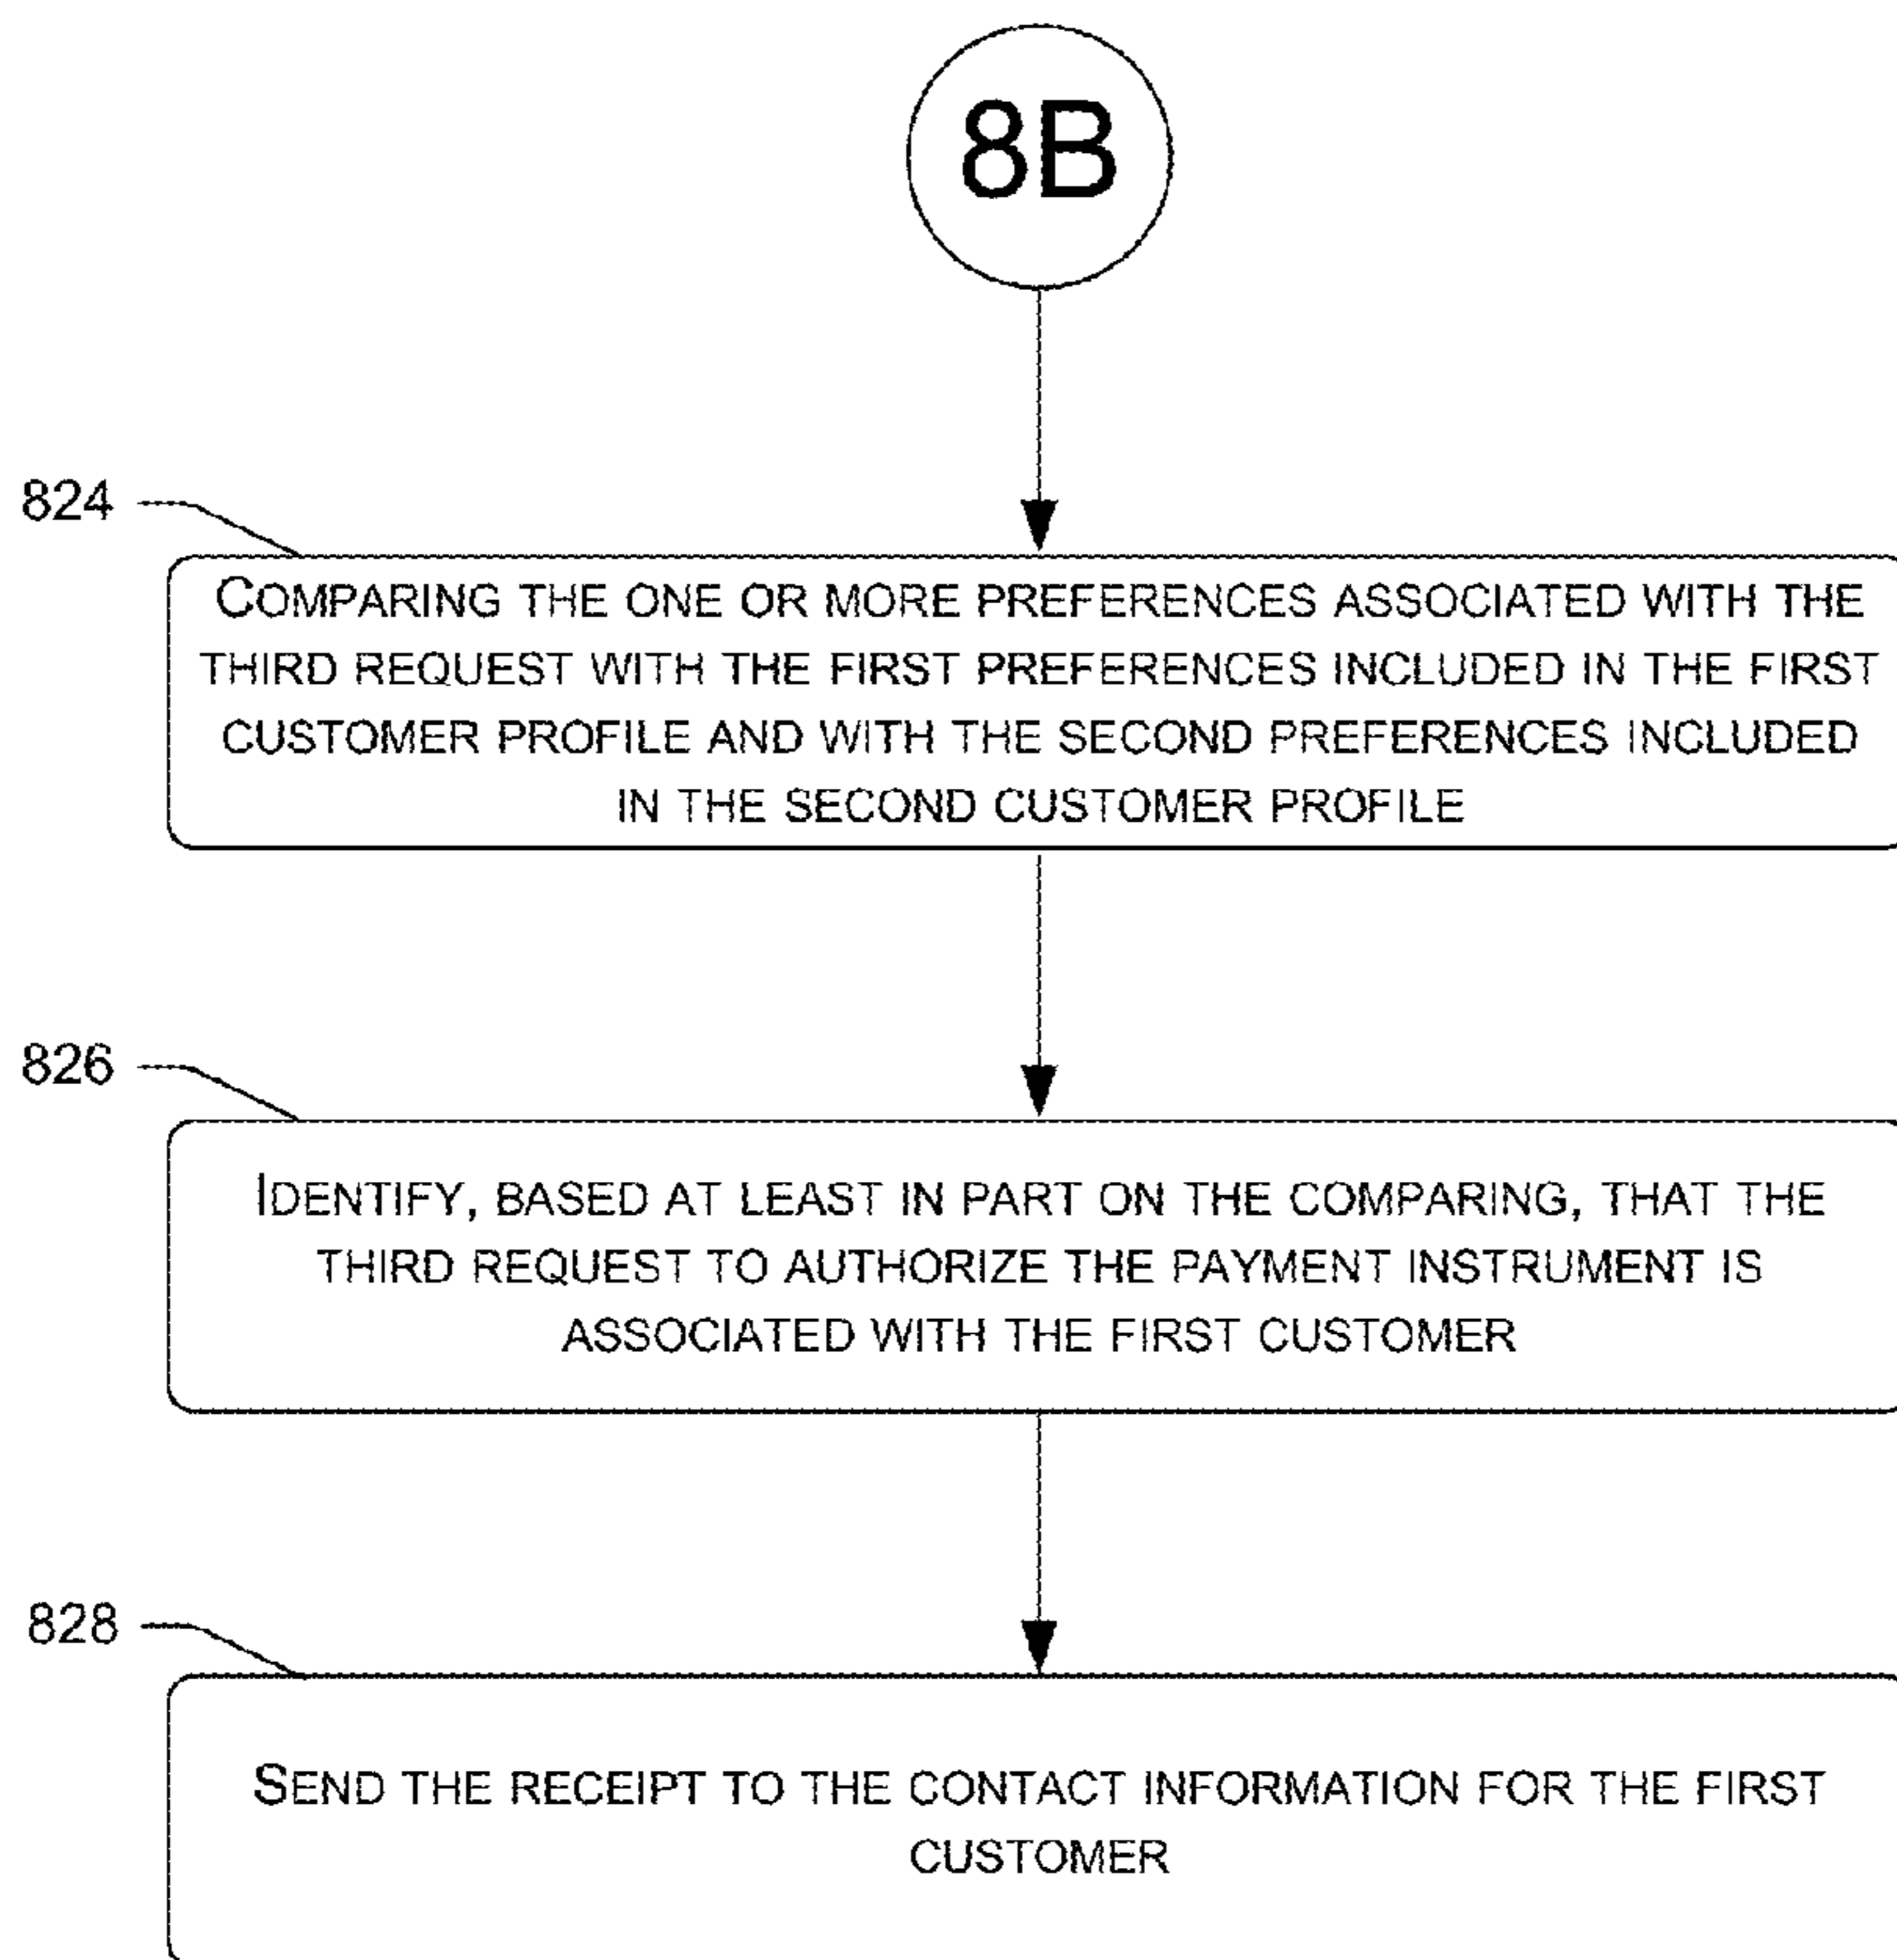 8B
824
COMPARING THE ONE OR MORE PREFERENCES ASSOCIATED WITH THE
THIRD REQUEST WITH THE FIRST PREFERENCES INCLUDED IN THE FIRST
CUSTOMER PROFILE AND WITH THE SECOND PREFERENCES INCLUDED
IN THE SECOND CUSTOMER PROFILE
826
IDENTIFY, BASED AT LEAST IN PART ON THE COMPARING, THAT THE
THIRD REQUEST TO AUTHORIZE THE PAYMENT INSTRUMENT IS
ASSOCIATED WITH THE FIRST CUSTOMER
828
SEND THE RECEIPT TO THE CONTACT INFORMATION FOR THE FIRST
CUSTOMER